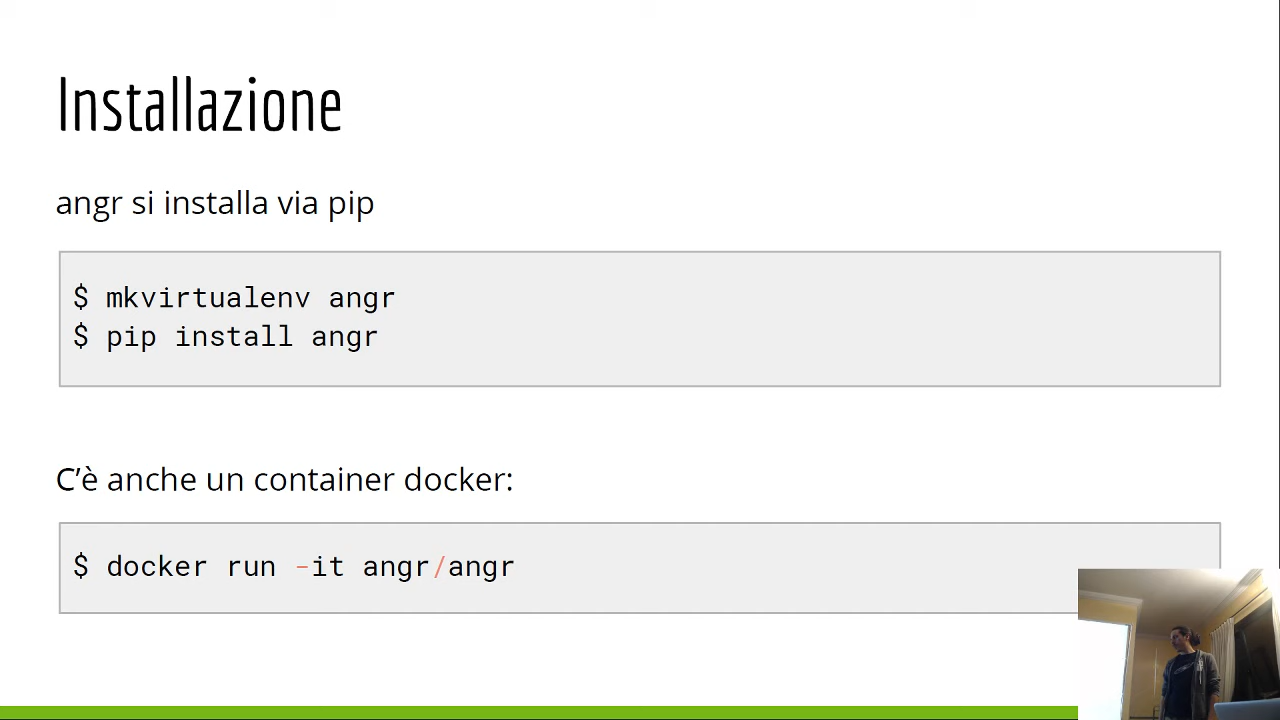 Installazione
angr si installa via pip
$ mkvirtualenv angr
$ pip install angr
C’è anche un container docker:
$ docker run -it angr/angr